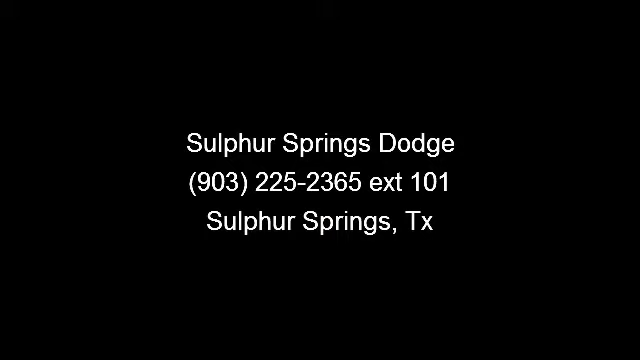 Sulphur Springs Dodge
(903) 225-2365 ext 101
Sulphur Springs, Tx